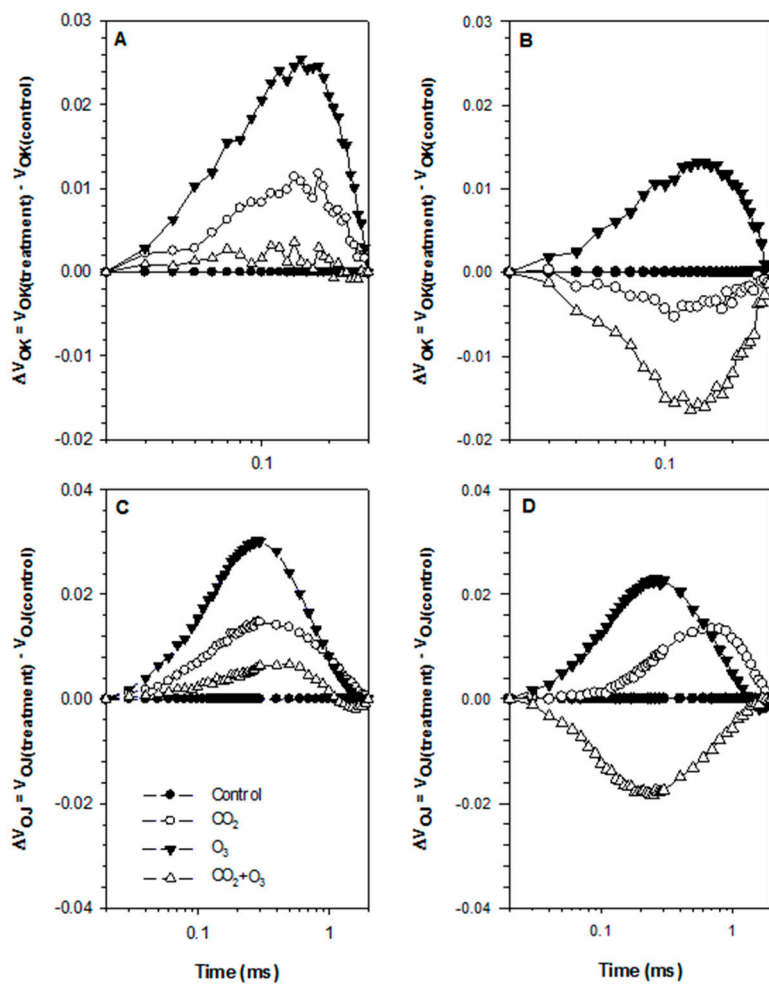 A
ΔV_OK = V_OK(treatment) - V_OK(control)
0.03
0.02
0.01
0.00
-0.01
-0.02
0.1
B
ΔV_OK = V_OK(treatment) - V_OK(control)
0.03
0.02
0.01
0.00
-0.01
-0.02
0.1
C
ΔV_OJ = V_OJ(treatment) - V_OJ(control)
0.04
0.02
0.00
-0.02
-0.04
Control
CO₂
O₃
CO₂+O₃
0.1 1
Time (ms)
D
ΔV_OJ = V_OJ(treatment) - V_OJ(control)
0.04
0.02
0.00
-0.02
-0.04
0.1 1
Time (ms)